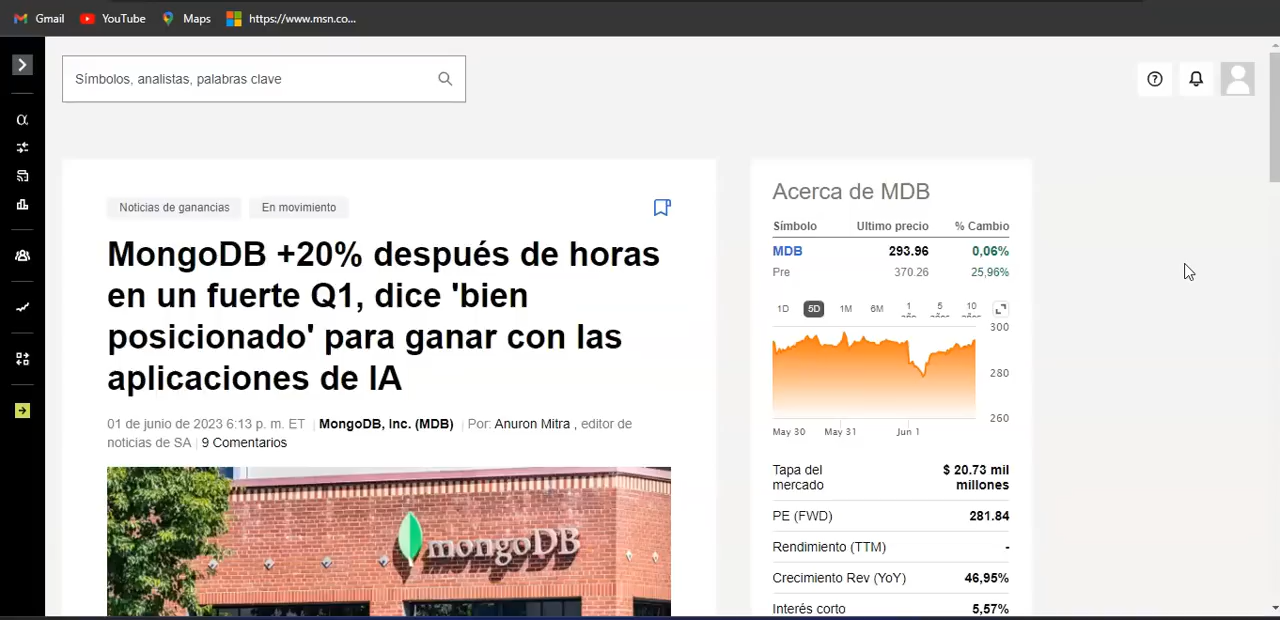 Gmail YouTube Maps https://www.msn.co...
Símbolos, analistas, palabras clave
Noticias de ganancias En movimiento
MongoDB +20% después de horas
en un fuerte Q1, dice 'bien
posicionado' para ganar con las
aplicaciones de IA
01 de junio de 2023 6:13 p. m. ET | MongoDB, Inc. (MDB) | Por: Anuron Mitra , editor de
noticias de SA | 9 Comentarios
mongoDB
Acerca de MDB
Símbolo Ultimo precio % Cambio
MDB 293.96 0,06%
Pre 370.26 25,96%
1D 5D 1M 6M 1 5 10
300
280
260
May 30 May 31 Jun 1
Tapa del $ 20.73 mil
mercado millones
PE (FWD) 281.84
Rendimiento (TTM) -
Crecimiento Rev (YoY) 46,95%
Interés corto 5,57%